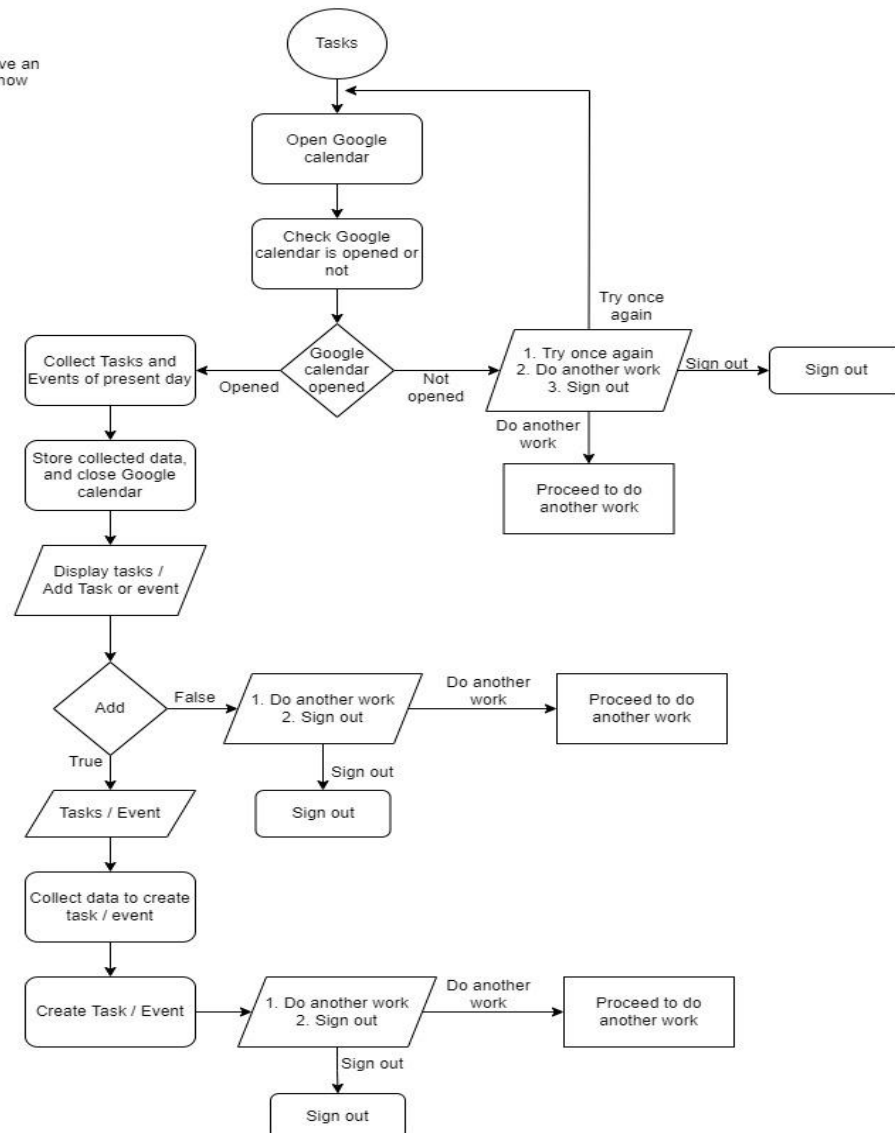 Tasks
ve an
now
Open Google
calendar
Check Google
calendar is opened or
not
Try once
again
Google
calendar
opened
Opened
Not
opened
Collect Tasks and
Events of present day
1. Try once again
2. Do another work
3. Sign out
Sign out
Sign out
Do another
work
Proceed to do
another work
Store collected data,
and close Google
calendar
Display tasks /
Add Task or event
Add
False
True
1. Do another work
2. Sign out
Do another
work
Proceed to do
another work
Sign out
Sign out
Tasks / Event
Collect data to create
task / event
Create Task / Event
1. Do another work
2. Sign out
Do another
work
Proceed to do
another work
Sign out
Sign out